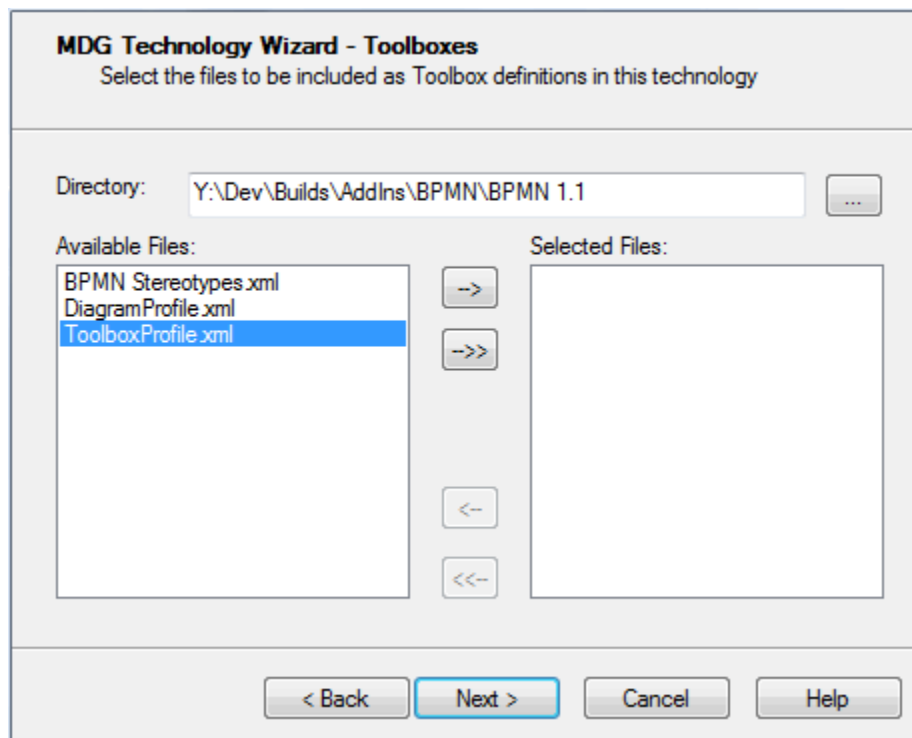 MDG Technology Wizard - Toolboxes
Select the files to be included as Toolbox definitions in this technology
Directory:
Y:\Dev\Builds\AddIns\BPMN\BPMN 1.1
...
Available Files:
Selected Files:
BPMN Stereotypes.xml
DiagramProfile.xml
ToolboxProfile.xml
-->
-->>
<--
<<--
< Back
Next >
Cancel
Help